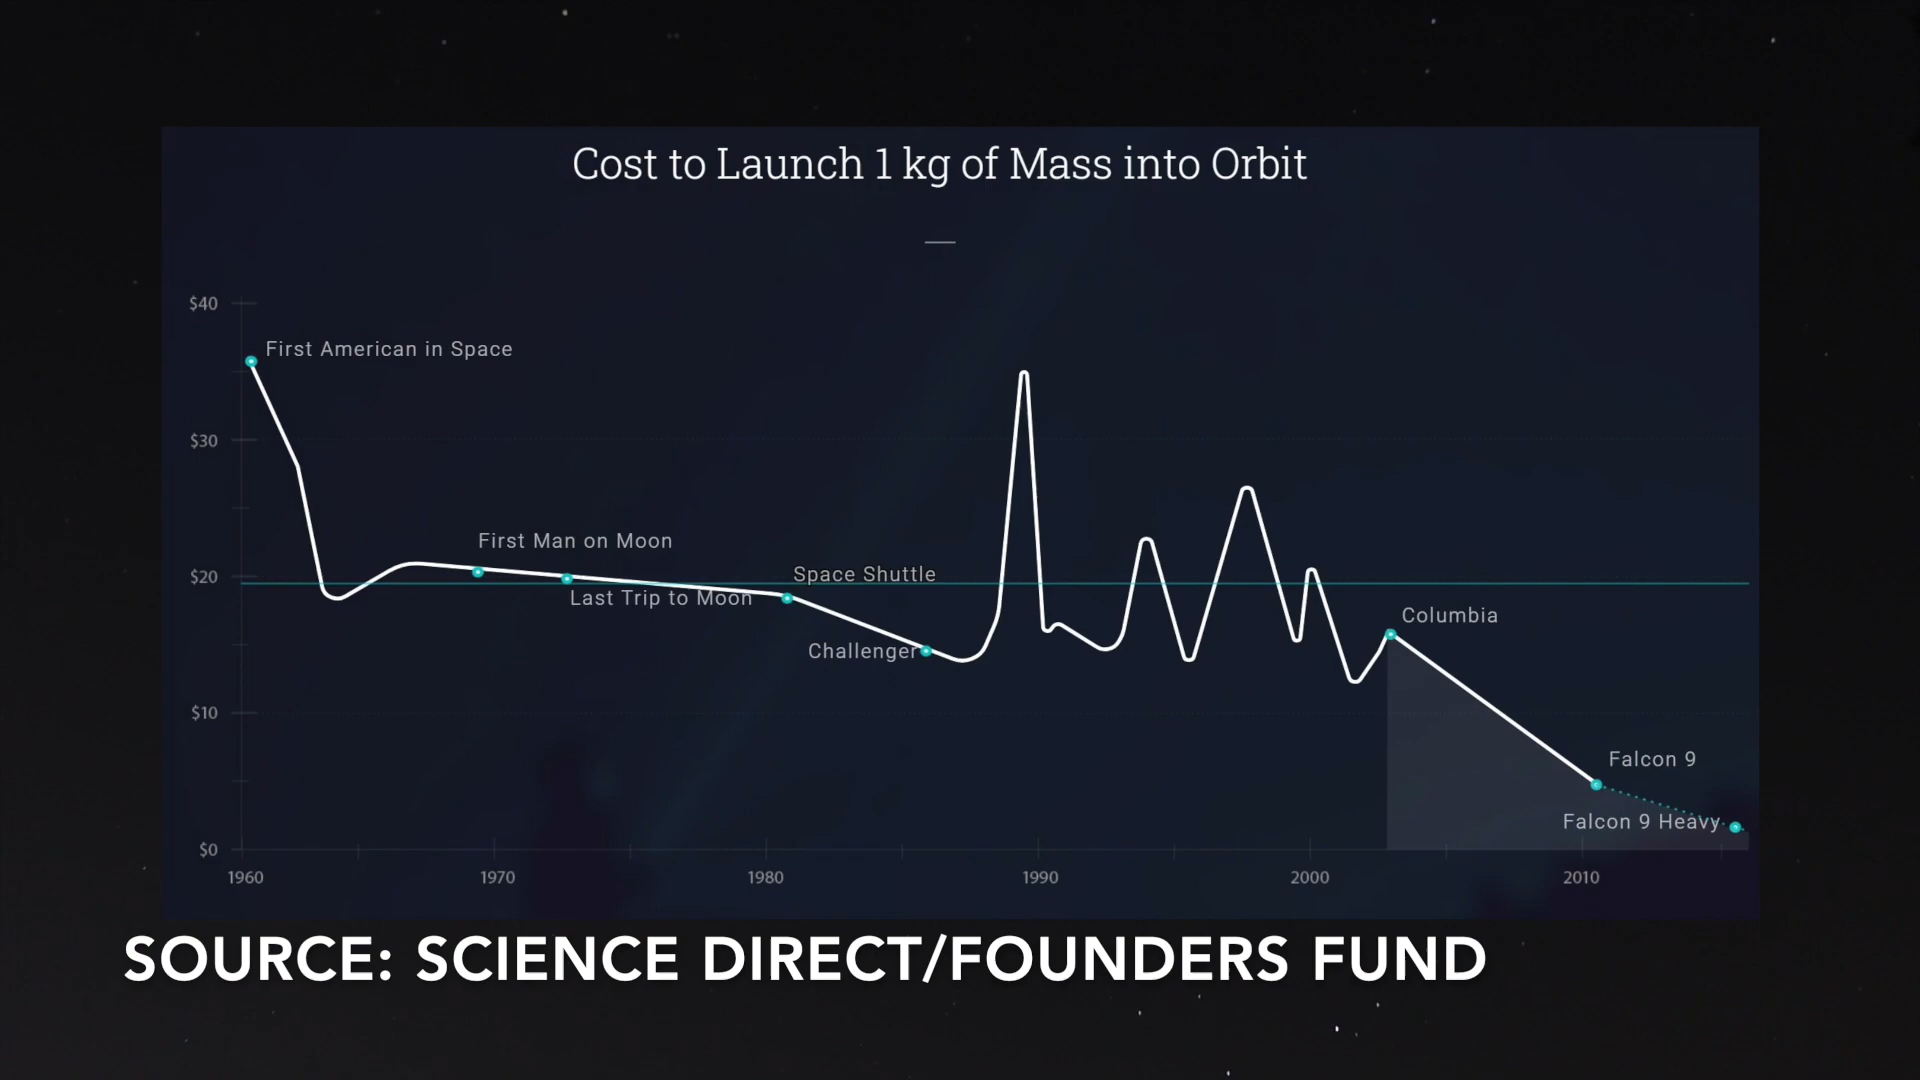 Cost to Launch 1 kg of Mass into Orbit
$40
First American in Space
$30
First Man on Moon
$20
Space Shuttle
Last Trip to Moon
Columbia
Challenger
$10
Falcon 9
Falcon 9 Heavy
$0
1960 1970 1980 1990 2000 2010
SOURCE: SCIENCE DIRECT/FOUNDERS FUND